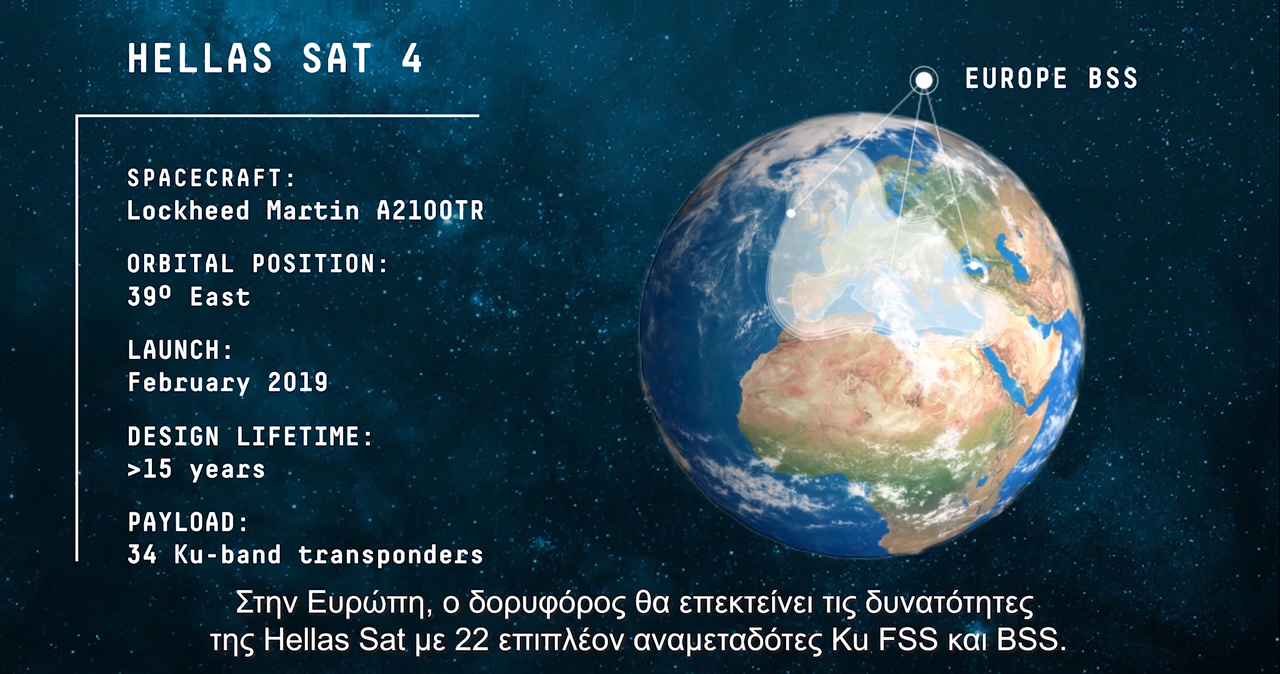 HELLAS SAT 4
EUROPE BSS
SPACECRAFT:
Lockheed Martin A2100TR
ORBITAL POSITION:
39º East
LAUNCH:
February 2019
DESIGN LIFETIME:
>15 years
PAYLOAD:
34 Ku-band transponders
Στην Ευρώπη, ο δορυφόρος θα επεκτείνει τις δυνατότητες
της Hellas Sat με 22 επιπλέον αναμεταδότες Ku FSS και BSS.